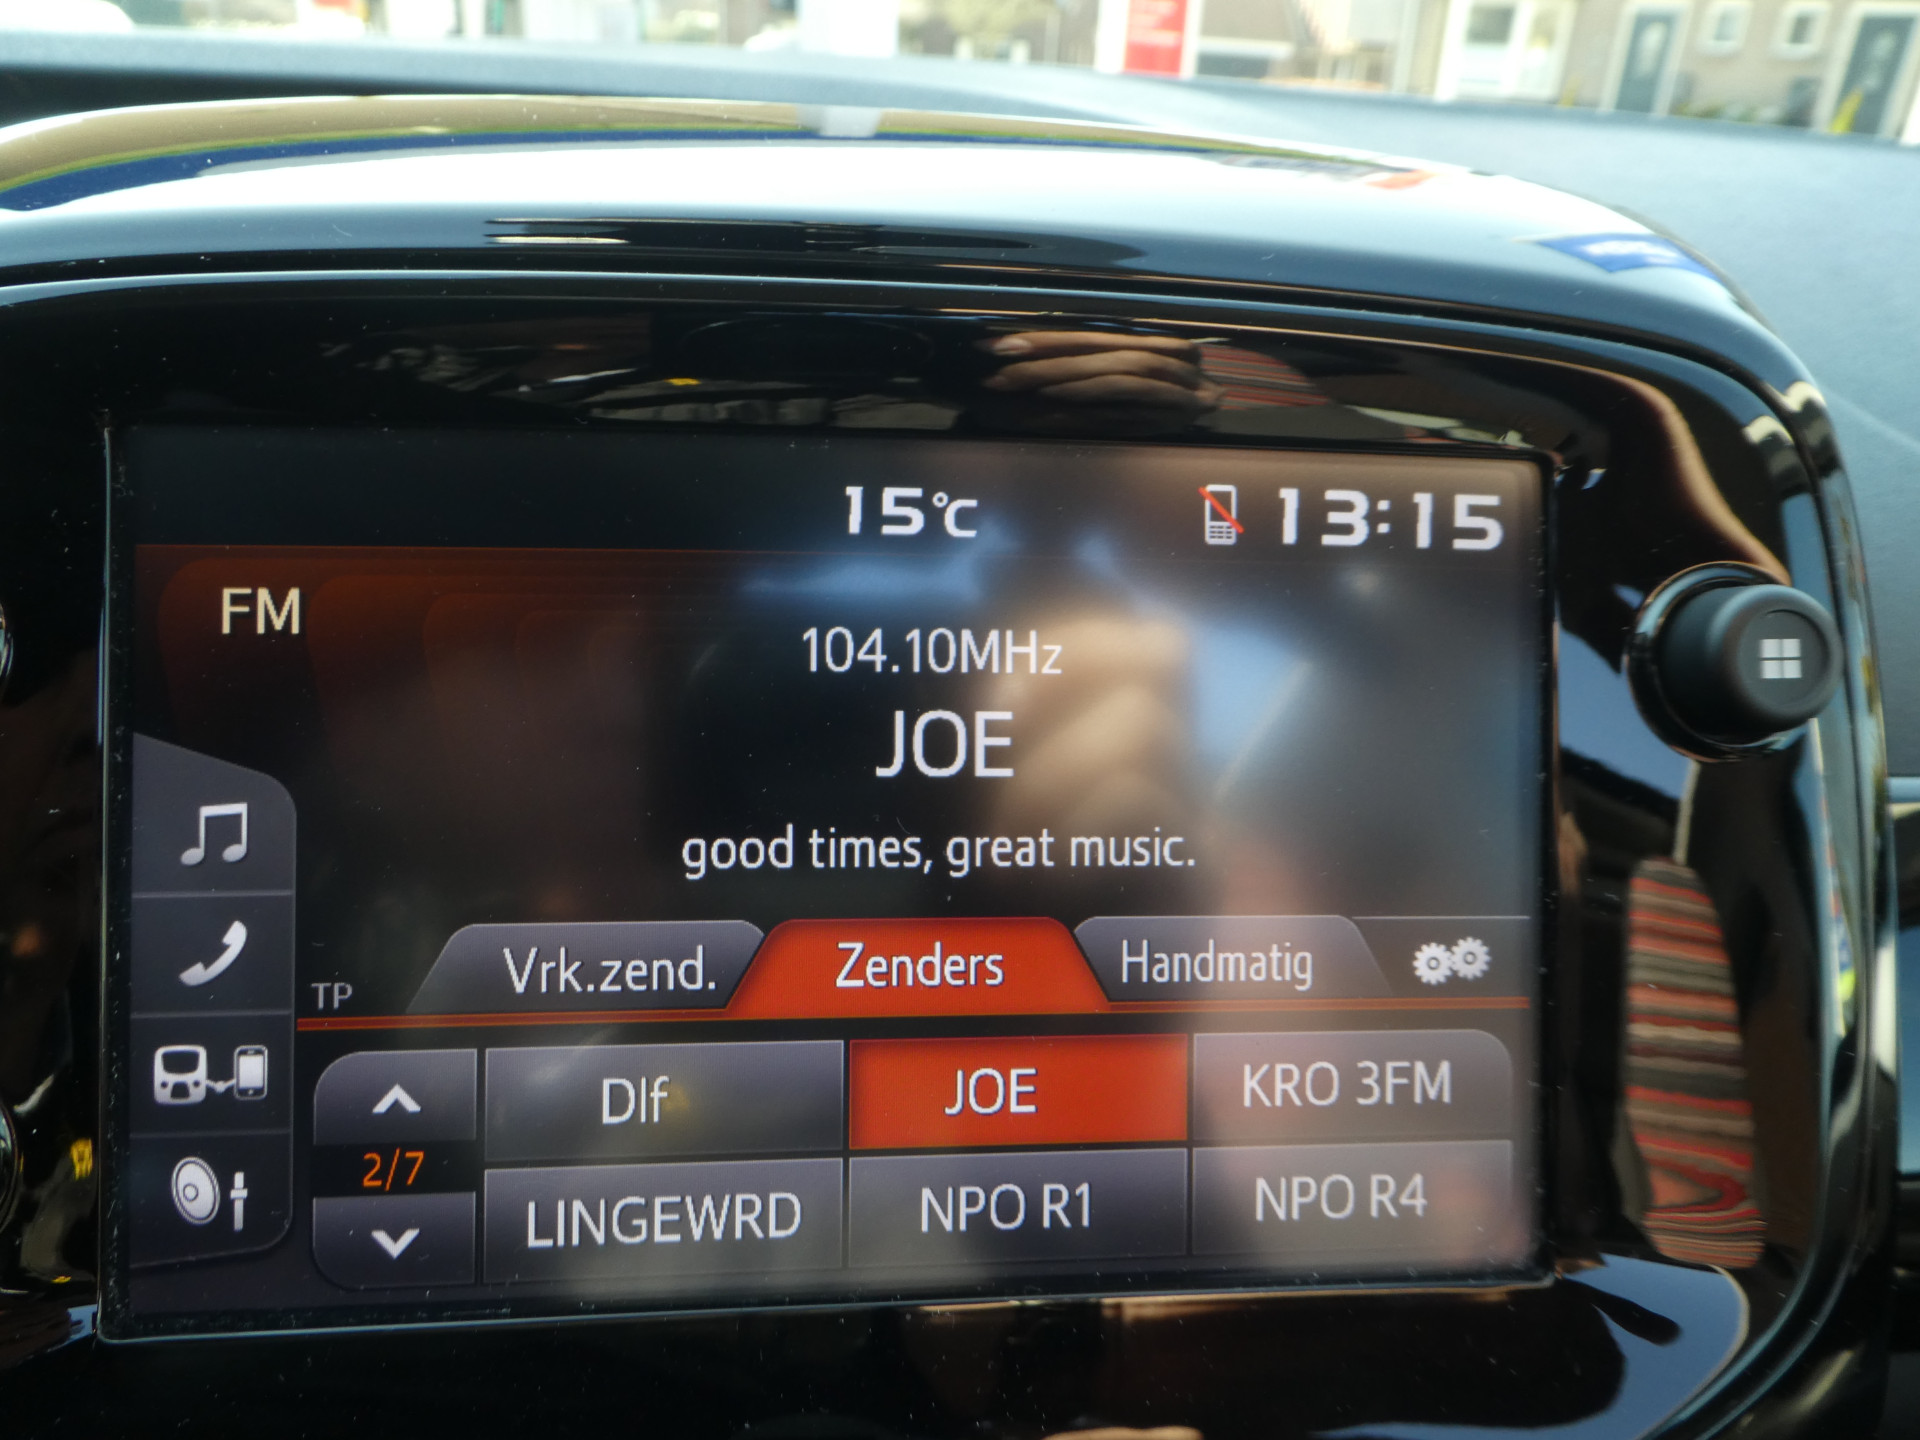 15°C 13:15
FM
104.10MHz
JOE
good times, great music.
TP Vrk.zend. Zenders Handmatig
Dlf JOE KRO 3FM
2/7
LINGEWRD NPO R1 NPO R4